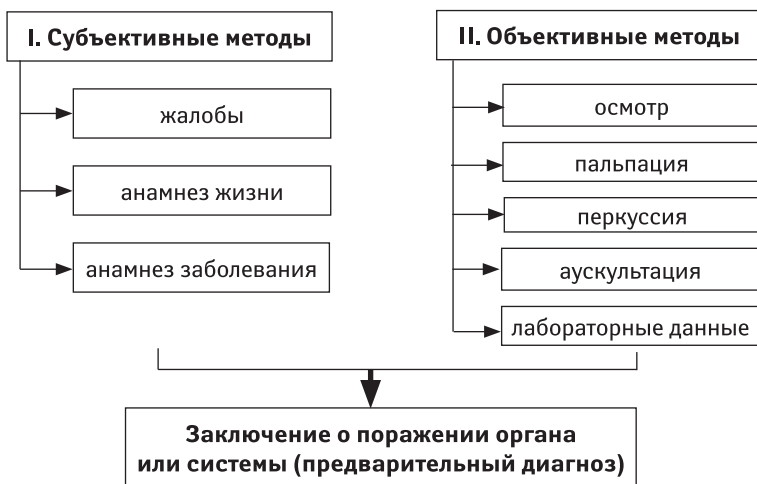 I. Субъективные методы
жалобы
анамнез жизни
анамнез заболевания
II. Объективные методы
осмотр
пальпация
перкуссия
аускультация
лабораторные данные
Заключение о поражении органа
или системы (предварительный диагноз)